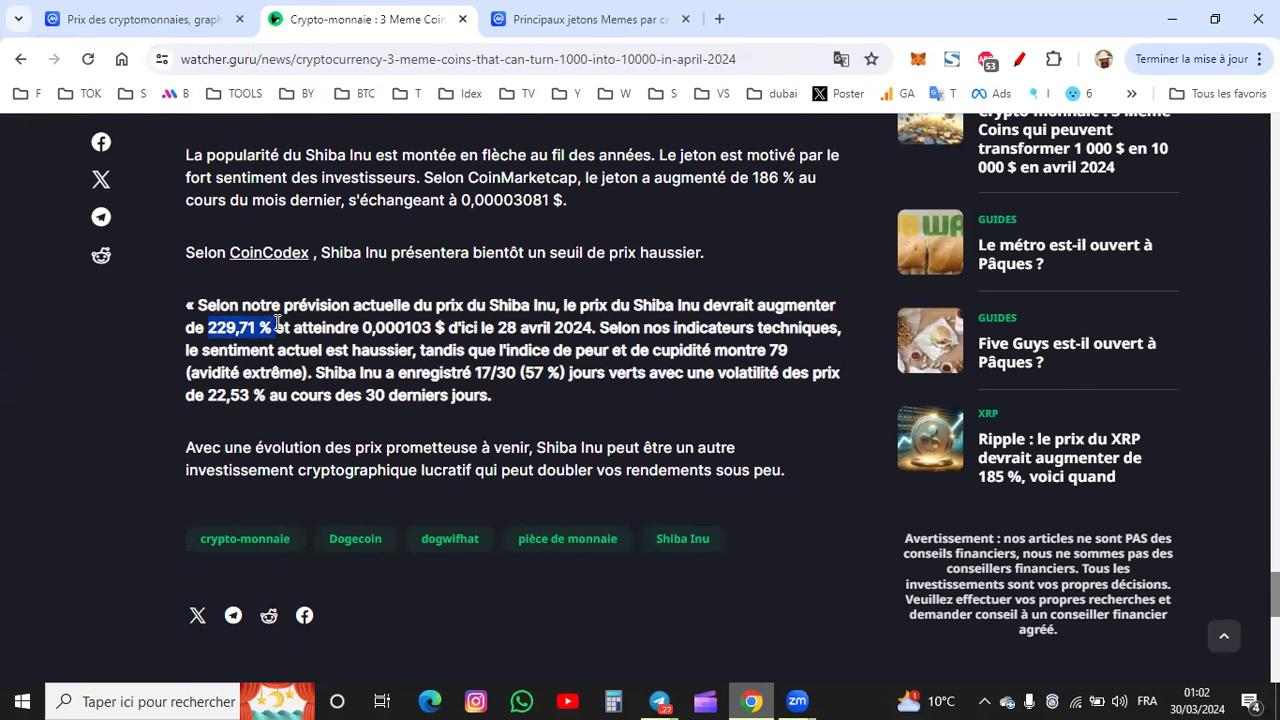 Prix des cryptomonnaies, graph
Crypto-monnaie : 3 Meme Coin
Principaux jetons Memes par ca
watcher.guru/news/cryptocurrency-3-meme-coins-that-can-turn-1000-into-10000-in-april-2024
53
Terminer la mise à jour
F
TOK
S
B
TOOLS
BY
BTC
T
Idex
TV
Y
W
S
VS
dubai
Poster
GA
T
Ads
I
6
Tous les favoris
La popularité du Shiba Inu est montée en flèche au fil des années. Le jeton est motivé par le
fort sentiment des investisseurs. Selon CoinMarketcap, le jeton a augmenté de 186 % au
cours du mois dernier, s'échangeant à 0,00003081 $.
Selon CoinCodex , Shiba Inu présentera bientôt un seuil de prix haussier.
« Selon notre prévision actuelle du prix du Shiba Inu, le prix du Shiba Inu devrait augmenter
de 229,71 % et atteindre 0,000103 $ d'ici le 28 avril 2024. Selon nos indicateurs techniques,
le sentiment actuel est haussier, tandis que l'indice de peur et de cupidité montre 79
(avidité extrême). Shiba Inu a enregistré 17/30 (57 %) jours verts avec une volatilité des prix
de 22,53 % au cours des 30 derniers jours.
Avec une évolution des prix prometteuse à venir, Shiba Inu peut être un autre
investissement cryptographique lucratif qui peut doubler vos rendements sous peu.
crypto-monnaie
Dogecoin
dogwifhat
pièce de monnaie
Shiba Inu
Crypto-monnaie : 3 Meme
Coins qui peuvent
transformer 1 000 $ en 10
000 $ en avril 2024
GUIDES
Le métro est-il ouvert à
Pâques ?
GUIDES
Five Guys est-il ouvert à
Pâques ?
XRP
Ripple : le prix du XRP
devrait augmenter de
185 %, voici quand
Avertissement : nos articles ne sont PAS des
conseils financiers, nous ne sommes pas des
conseillers financiers. Tous les
investissements sont vos propres décisions.
Veuillez effectuer vos propres recherches et
demander conseil à un conseiller financier
agréé.
Taper ici pour rechercher
27
zm
1
10°C
FRA
01:02
30/03/2024
4